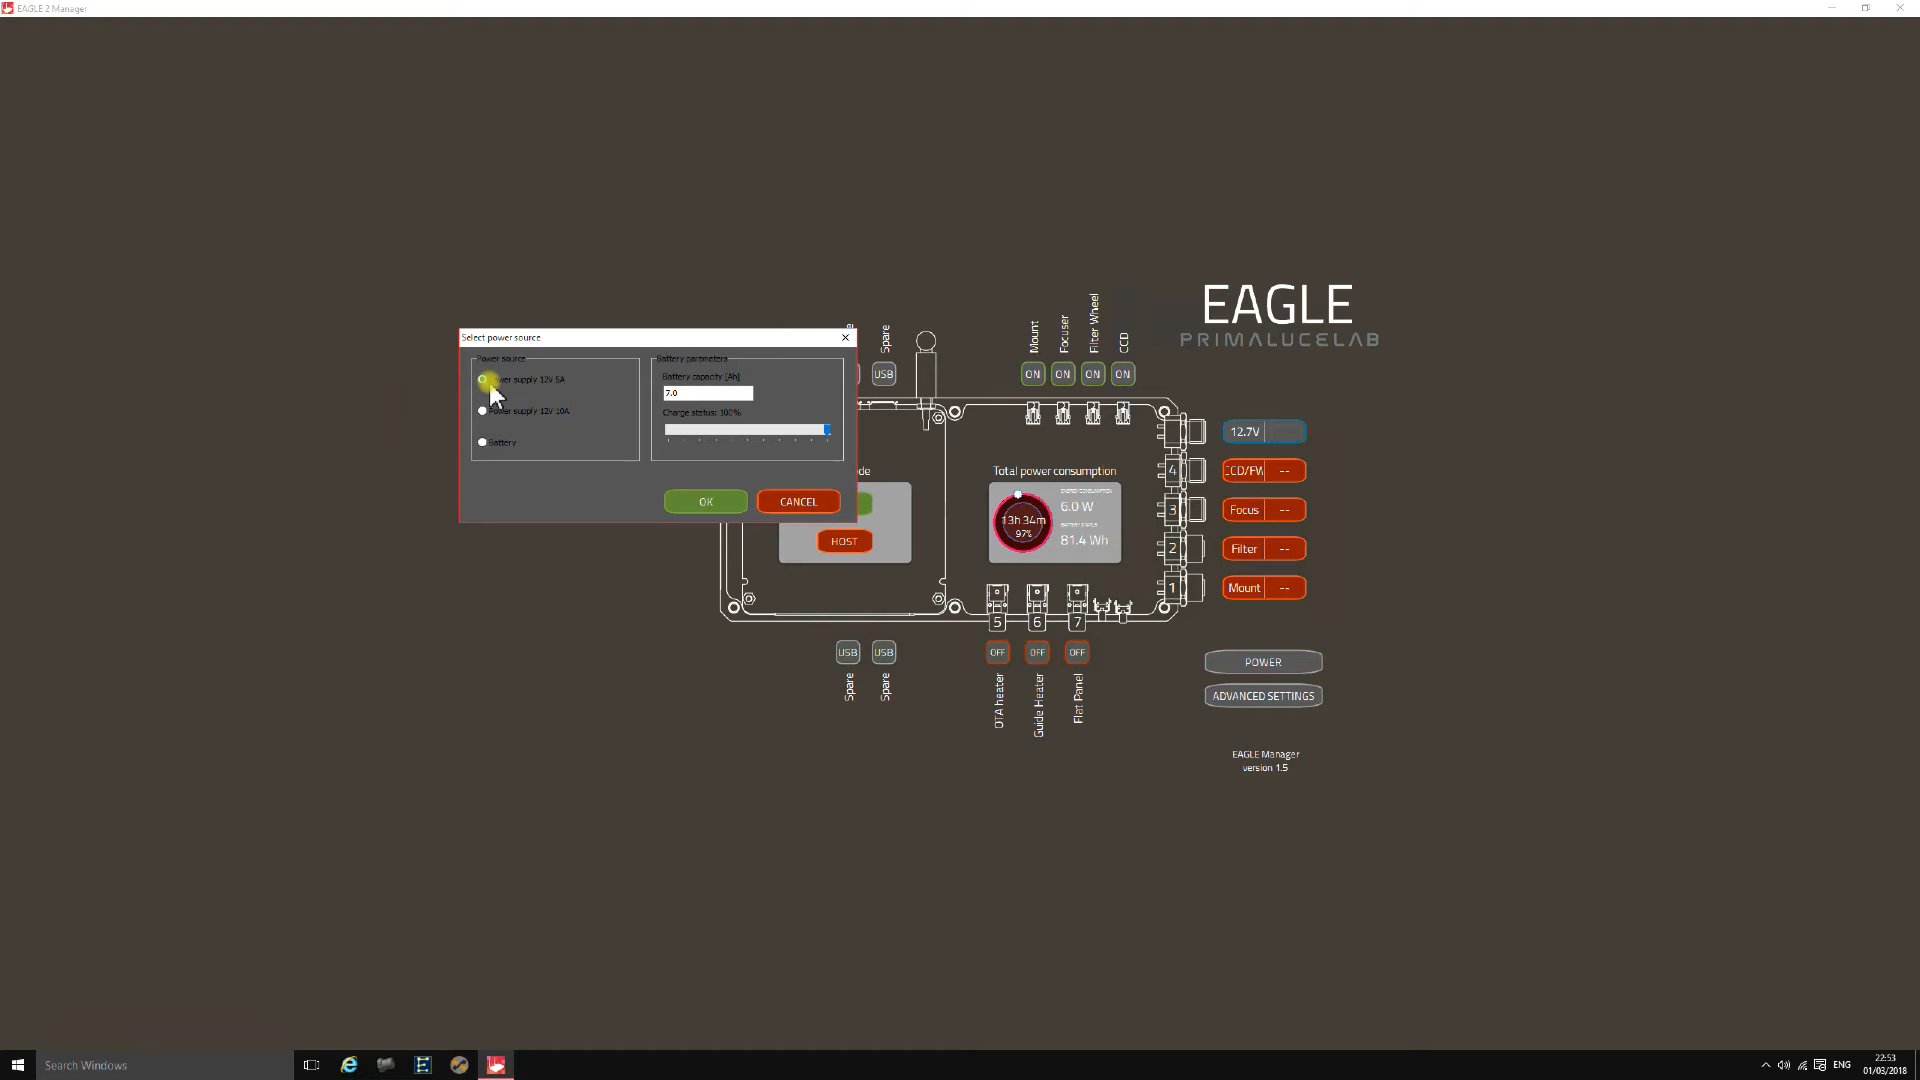 EAGLE 2 Manager
EAGLE
PRIMALUCELAB
Mount
Focuser
Filter Wheel
CCD
Spare
USB
ON
ON
ON
ON
Select power source
Power source
supply 12V 5A
Power supply 12V 10A
Battery
Battery parameters
Battery capacity [Ah]
7.0
Charge status: 100%
OK
CANCEL
HOST
Total power consumption
13h 34m
97%
ENERGY CONSUMPTION
6.0 W
BATTERY STATUS
81.4 Wh
12.7V
4
CCD/FW --
3
Focus --
2
Filter --
1
Mount --
5
6
7
USB
USB
OFF
OFF
OFF
Spare
Spare
OTA heater
Guide Heater
Flat Panel
POWER
ADVANCED SETTINGS
EAGLE Manager
version 1.5
Search Windows
ENG
22:53
01/03/2018